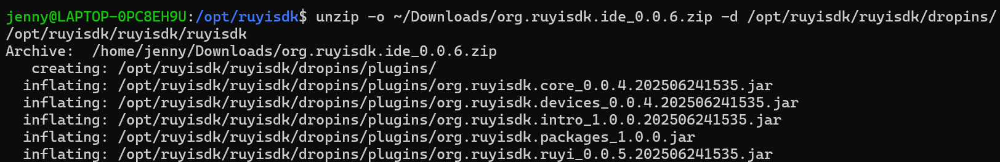 jenny@LAPTOP-0PC8EH9U:/opt/ruyisdk$ unzip -o ~/Downloads/org.ruyisdk.ide_0.0.6.zip -d /opt/ruyisdk/ruyisdk/dropins/
/opt/ruyisdk/ruyisdk/ruyisdk
Archive:  /home/jenny/Downloads/org.ruyisdk.ide_0.0.6.zip
   creating: /opt/ruyisdk/ruyisdk/dropins/plugins/
  inflating: /opt/ruyisdk/ruyisdk/dropins/plugins/org.ruyisdk.core_0.0.4.202506241535.jar
  inflating: /opt/ruyisdk/ruyisdk/dropins/plugins/org.ruyisdk.devices_0.0.4.202506241535.jar
  inflating: /opt/ruyisdk/ruyisdk/dropins/plugins/org.ruyisdk.intro_1.0.0.202506241535.jar
  inflating: /opt/ruyisdk/ruyisdk/dropins/plugins/org.ruyisdk.packages_1.0.0.jar
  inflating: /opt/ruyisdk/ruyisdk/dropins/plugins/org.ruyisdk.ruyi_0.0.5.202506241535.jar